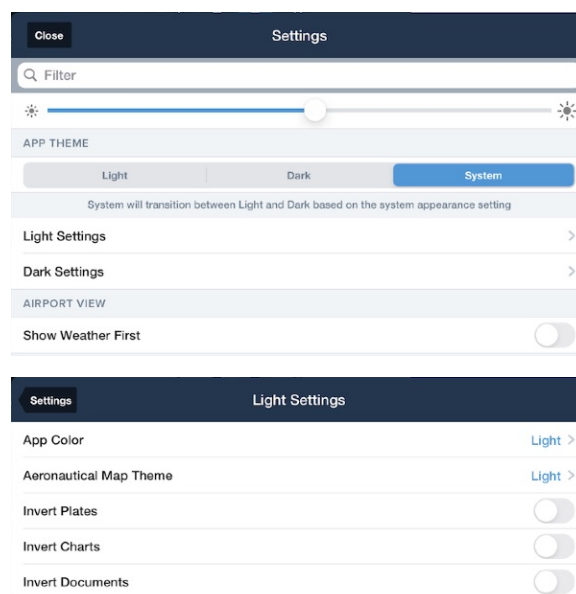 Close
Settings
Filter
APP THEME
Light
Dark
System
System will transition between Light and Dark based on the system appearance setting
Light Settings
Dark Settings
AIRPORT VIEW
Show Weather First
Settings
Light Settings
App Color
Light
Aeronautical Map Theme
Light
Invert Plates
Invert Charts
Invert Documents